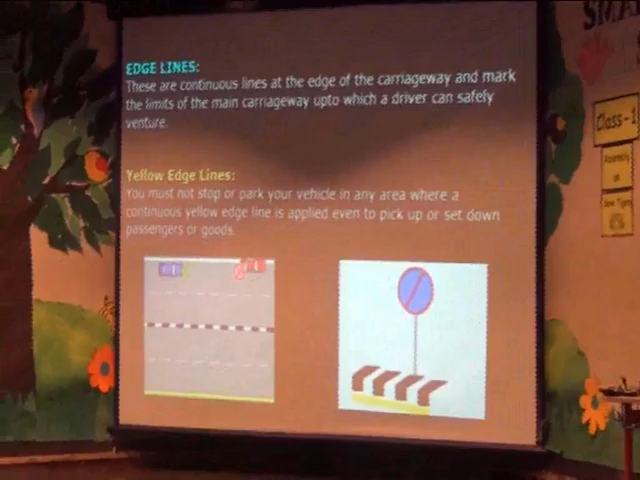 EDGE LINES:
These are continuous lines at the edge of the carriageway and mark
the limits of the main carriageway upto which a driver can safely
venture.
Yellow Edge Lines:
You must not stop or park your vehicle in any area where a
continuous yellow edge line is applied even to pick up or set down
passengers or goods.
SMA
S
Class-1
Assembly